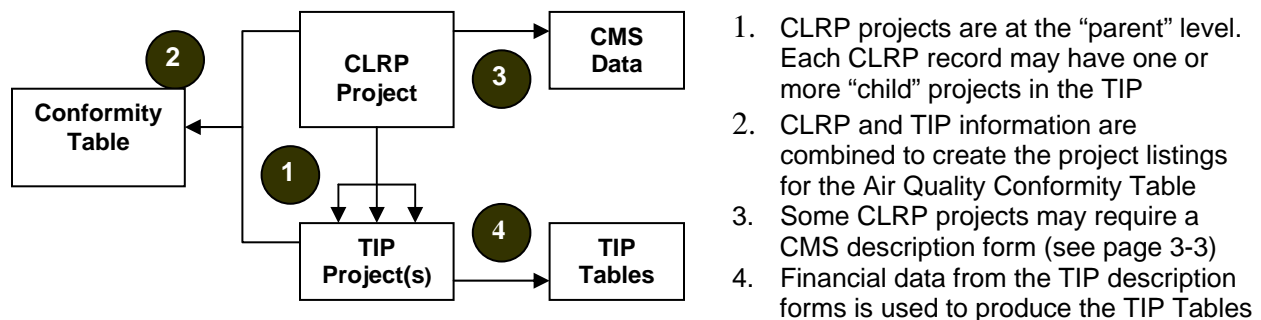 2
CLRP
Project
3
CMS
Data
Conformity
Table
1
TIP
Project(s)
4
TIP
Tables
1. CLRP projects are at the “parent” level.
Each CLRP record may have one or
more “child” projects in the TIP
2. CLRP and TIP information are
combined to create the project listings
for the Air Quality Conformity Table
3. Some CLRP projects may require a
CMS description form (see page 3-3)
4. Financial data from the TIP description
forms is used to produce the TIP Tables